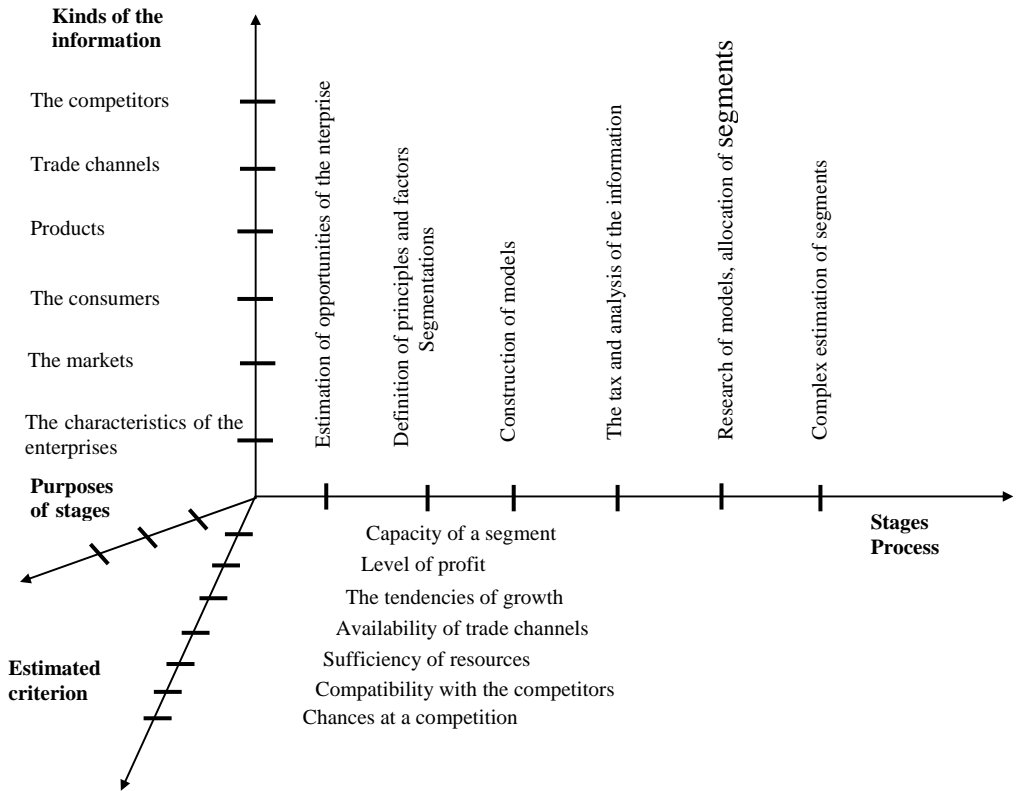 Kinds of the
information
The competitors
Trade channels
Products
The consumers
The markets
The characteristics of the
enterprises
Estimation of opportunities of the nterprise
Definition of principles and factors
Segmentations
Construction of models
The tax and analysis of the information
Research of models, allocation of segments
Complex estimation of segments
Purposes
of stages
Stages
Process
Capacity of a segment
Level of profit
The tendencies of growth
Availability of trade channels
Sufficiency of resources
Compatibility with the competitors
Chances at a competition
Estimated
criterion